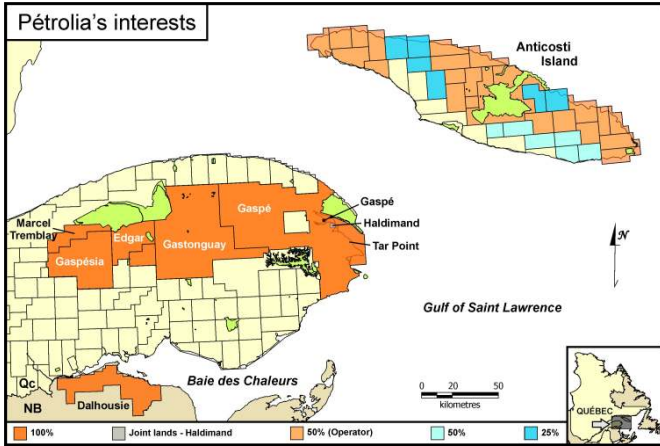 Pétrolia's interests
Anticosti
Island
Gaspé
Gaspé
Haldimand
Tar Point
Marcel
Tremblay
Edgar
Gastonguay
Gaspésia
N
Gulf of Saint Lawrence
Baie des Chaleurs
Qc
NB
Dalhousie
0 10 20 50
kilometres
QUÉBEC
100%
Joint lands - Haldimand
50% (Operator)
50%
25%